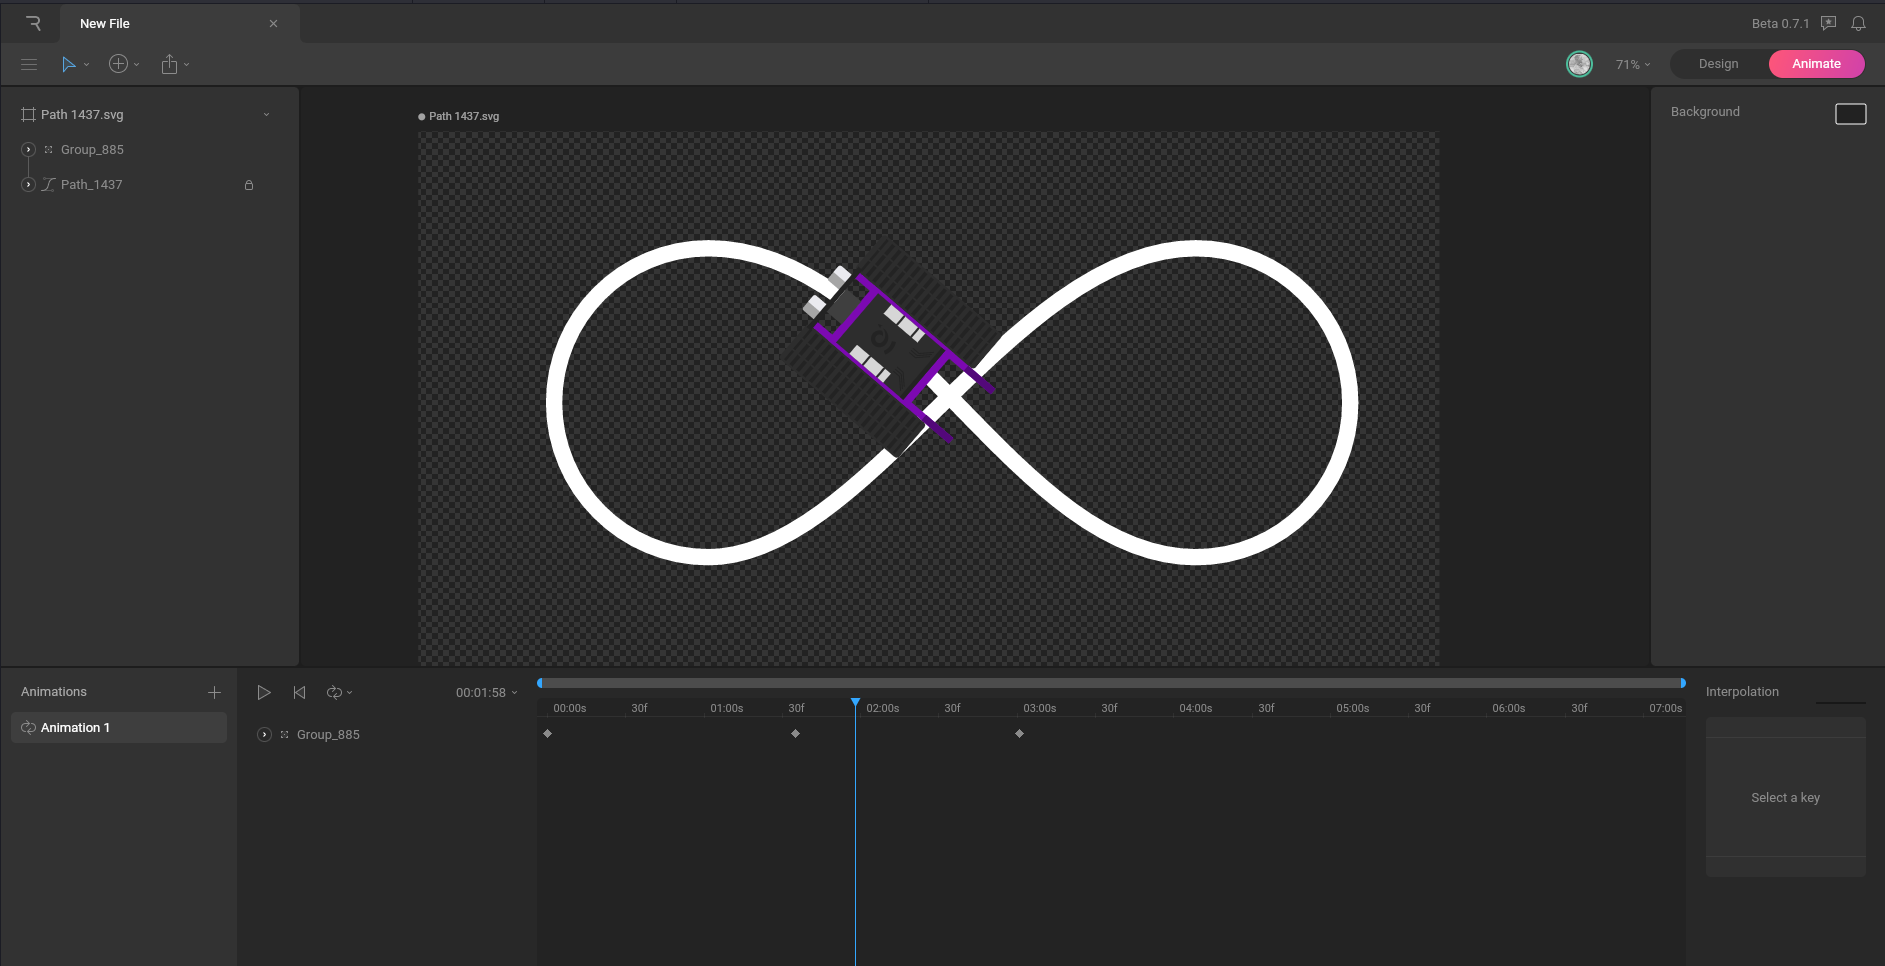 New File
Beta 0.7.1
71%
Design
Animate
Path 1437.svg
Group_885
Path_1437
Path 1437.svg
Background
Animations
Animation 1
00:01:58
Group_885
00:00s 30f 01:00s 30f 02:00s 30f 03:00s 30f 04:00s 30f 05:00s 30f 06:00s 30f 07:00s
Interpolation
Select a key